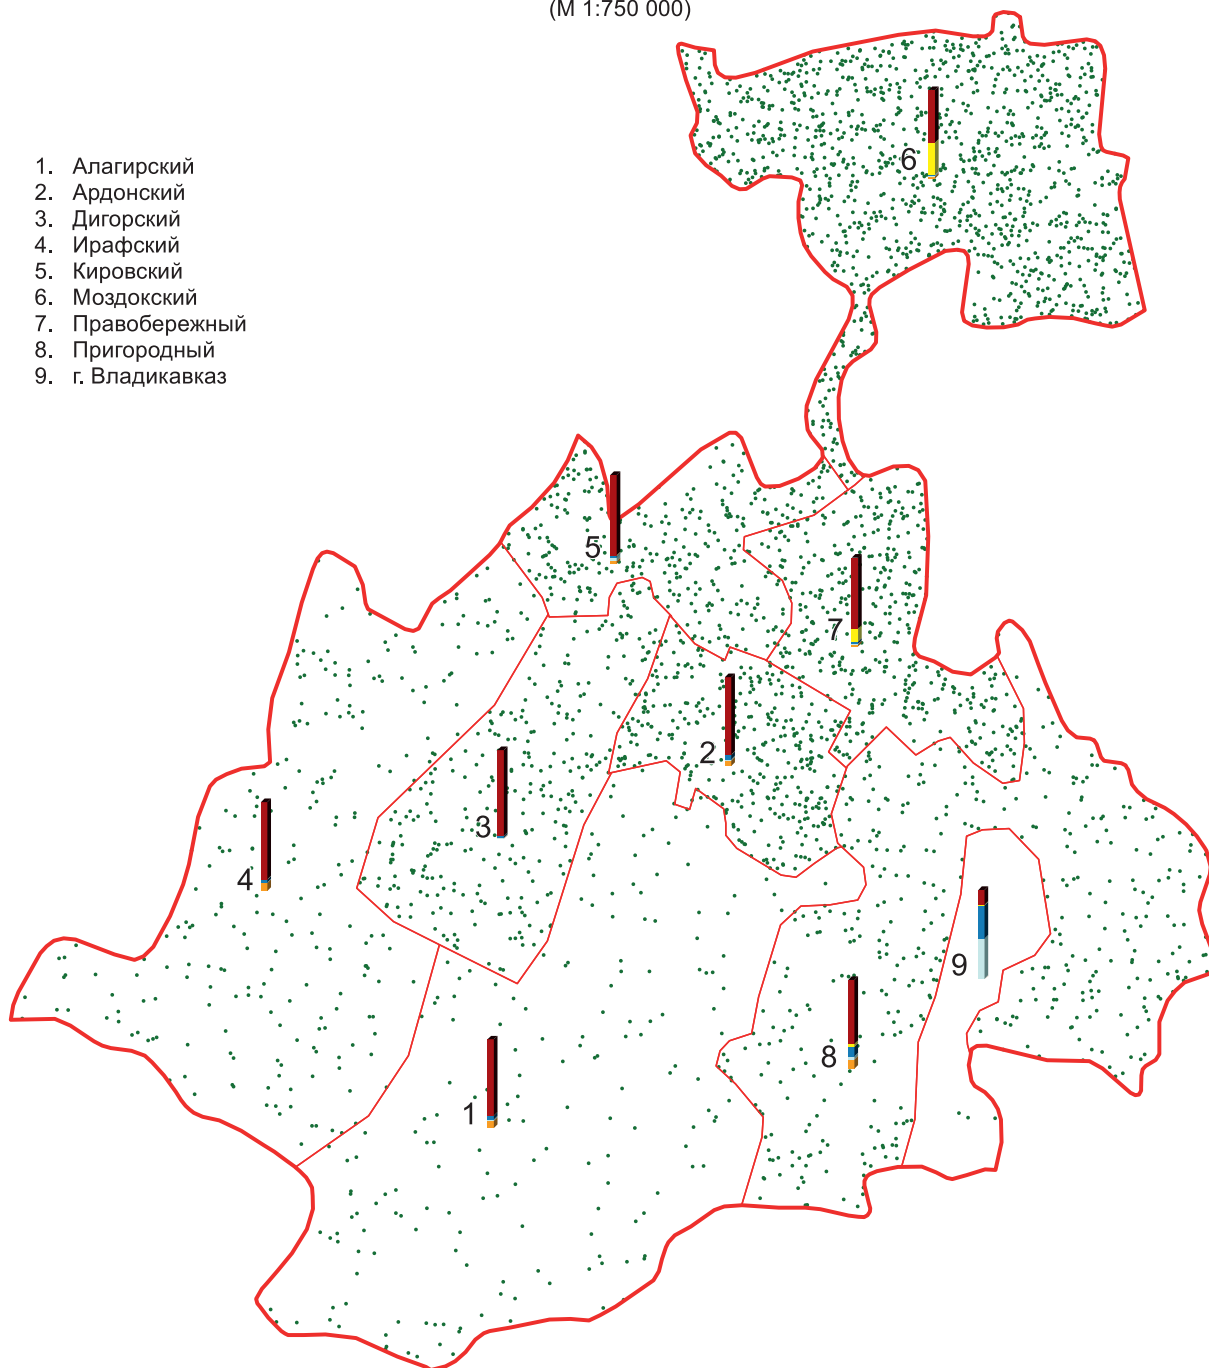 (М 1:750 000)
1. Алагирский
2. Ардонский
3. Дигорский
4. Ирафский
5. Кировский
6. Моздокский
7. Правобережный
8. Пригородный
9. г. Владикавказ
6
5
7
2
3
4
9
8
1